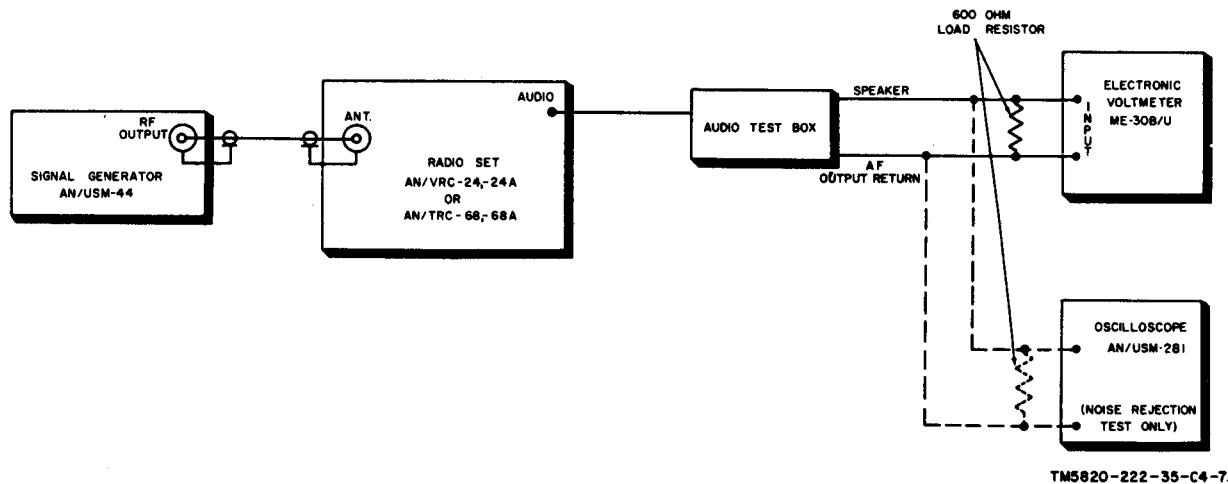 600 OHM
LOAD RESISTOR
RF
OUTPUT
SIGNAL GENERATOR
AN/USM-44
ANT.
AUDIO
RADIO SET
AN/VRC-24,-24A
OR
AN/TRC-68,-68A
AUDIO TEST BOX
SPEAKER
AF
OUTPUT RETURN
INPUT
ELECTRONIC
VOLTMETER
ME-30B/U
OSCILLOSCOPE
AN/USM-281
(NOISE REJECTION
TEST ONLY)
TM5820-222-35-C4-7